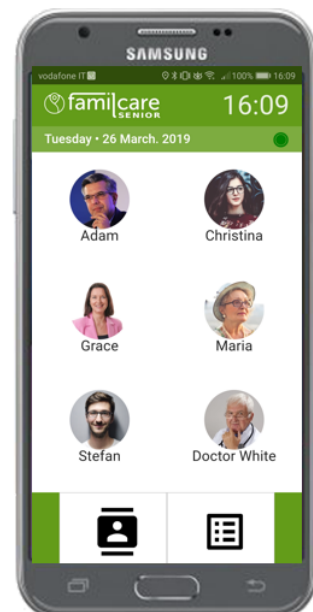 SAMSUNG
vodafone IT 100% 16:09
familcare 16:09
SENIOR
Tuesday • 26 March. 2019
Adam Christina
Grace Maria
Stefan Doctor White